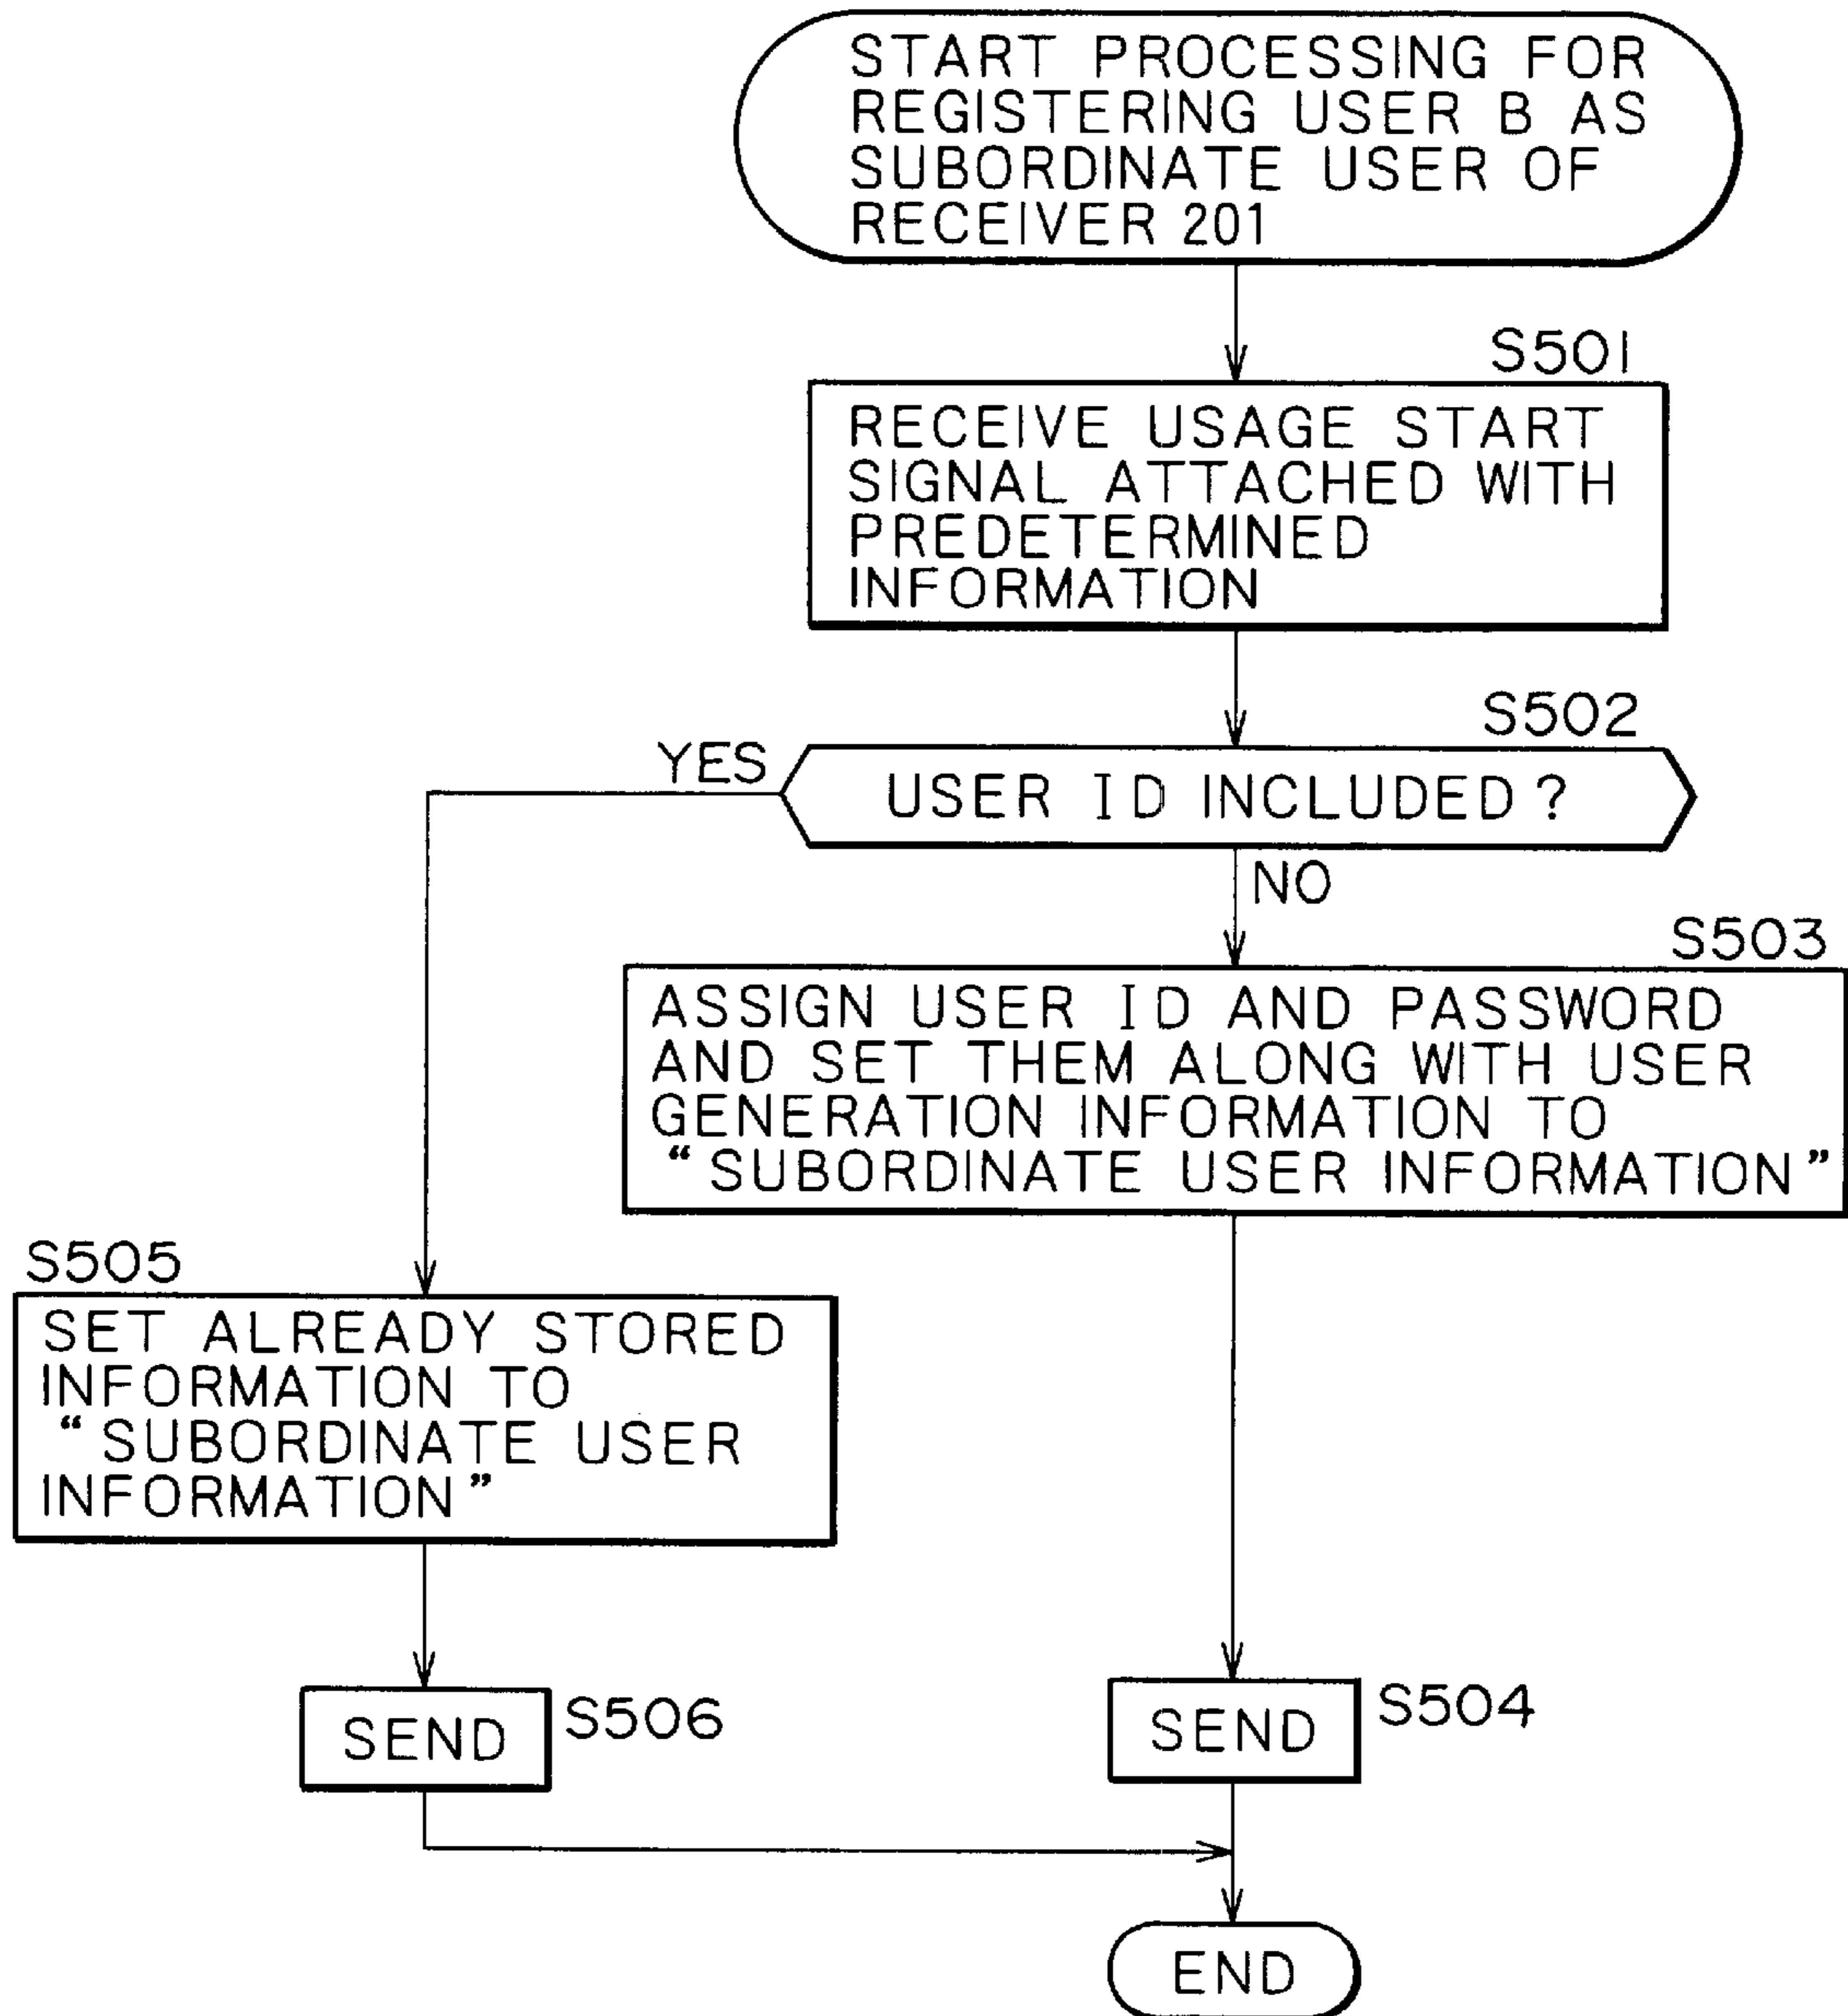 START PROCESSING FOR
REGISTERING USER B AS
SUBORDINATE USER OF
RECEIVER 201
S501
RECEIVE USAGE START
SIGNAL ATTACHED WITH
PREDETERMINED
INFORMATION
S502
YES
USER ID INCLUDED?
NO
S503
ASSIGN USER ID AND PASSWORD
AND SET THEM ALONG WITH USER
GENERATION INFORMATION TO
“SUBORDINATE USER INFORMATION”
S505
SET ALREADY STORED
INFORMATION TO
“SUBORDINATE USER
INFORMATION”
SEND
S506
SEND
S504
END